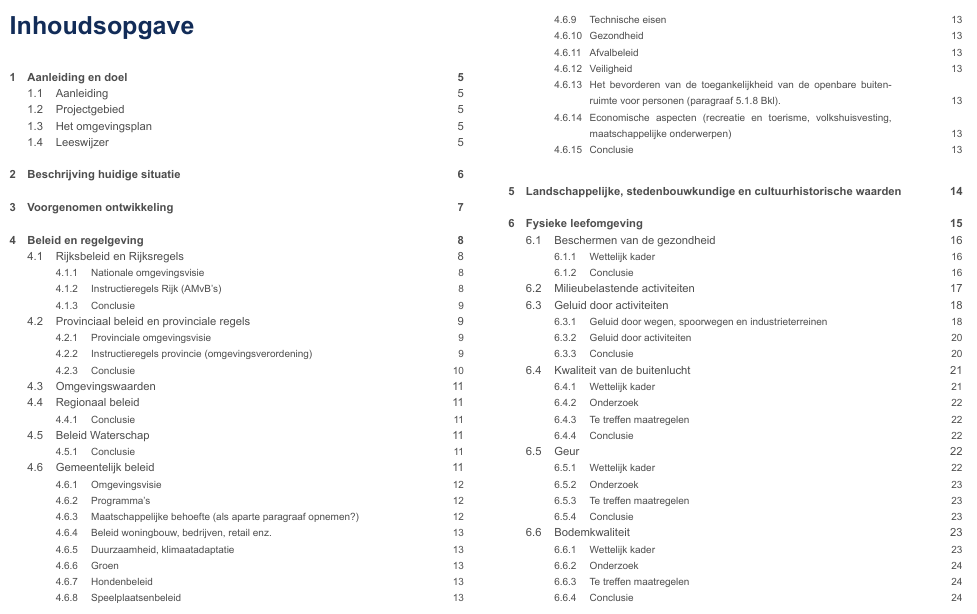 Inhoudsopgave
1 Aanleiding en doel 5
1.1 Aanleiding 5
1.2 Projectgebied 5
1.3 Het omgevingsplan 5
1.4 Leeswijzer 5
2 Beschrijving huidige situatie 6
3 Voorgenomen ontwikkeling 7
4 Beleid en regelgeving 8
4.1 Rijksbeleid en Rijksregels 8
4.1.1 Nationale omgevingsvisie 8
4.1.2 Instructieregels Rijk (AMvB's) 8
4.1.3 Conclusie 9
4.2 Provinciaal beleid en provinciale regels 9
4.2.1 Provinciale omgevingsvisie 9
4.2.2 Instructieregels provincie (omgevingsverordening) 9
4.2.3 Conclusie 10
4.3 Omgevingswaarden 11
4.4 Regionaal beleid 11
4.4.1 Conclusie 11
4.5 Beleid Waterschap 11
4.5.1 Conclusie 11
4.6 Gemeentelijk beleid 11
4.6.1 Omgevingsvisie 12
4.6.2 Programma's 12
4.6.3 Maatschappelijke behoefte (als aparte paragraaf opnemen?) 12
4.6.4 Beleid woningbouw, bedrijven, retail enz. 13
4.6.5 Duurzaamheid, klimaatadaptatie 13
4.6.6 Groen 13
4.6.7 Hondenbeleid 13
4.6.8 Speelplaatsenbeleid 13
4.6.9 Technische eisen 13
4.6.10 Gezondheid 13
4.6.11 Afvalbeleid 13
4.6.12 Veiligheid 13
4.6.13 Het bevorderen van de toegankelijkheid van de openbare buiten-
ruimte voor personen (paragraaf 5.1.8 Bkl). 13
4.6.14 Economische aspecten (recreatie en toerisme, volkshuisvesting,
maatschappelijke onderwerpen) 13
4.6.15 Conclusie 13
5 Landschappelijke, stedenbouwkundige en cultuurhistorische waarden 14
6 Fysieke leefomgeving 15
6.1 Beschermen van de gezondheid 16
6.1.1 Wettelijk kader 16
6.1.2 Conclusie 16
6.2 Milieubelastende activiteiten 17
6.3 Geluid door activiteiten 18
6.3.1 Geluid door wegen, spoorwegen en industrieterreinen 18
6.3.2 Geluid door activiteiten 20
6.3.3 Conclusie 20
6.4 Kwaliteit van de buitenlucht 21
6.4.1 Wettelijk kader 21
6.4.2 Onderzoek 22
6.4.3 Te treffen maatregelen 22
6.4.4 Conclusie 22
6.5 Geur 22
6.5.1 Wettelijk kader 22
6.5.2 Onderzoek 23
6.5.3 Te treffen maatregelen 23
6.5.4 Conclusie 23
6.6 Bodemkwaliteit 23
6.6.1 Wettelijk kader 23
6.6.2 Onderzoek 24
6.6.3 Te treffen maatregelen 24
6.6.4 Conclusie 24